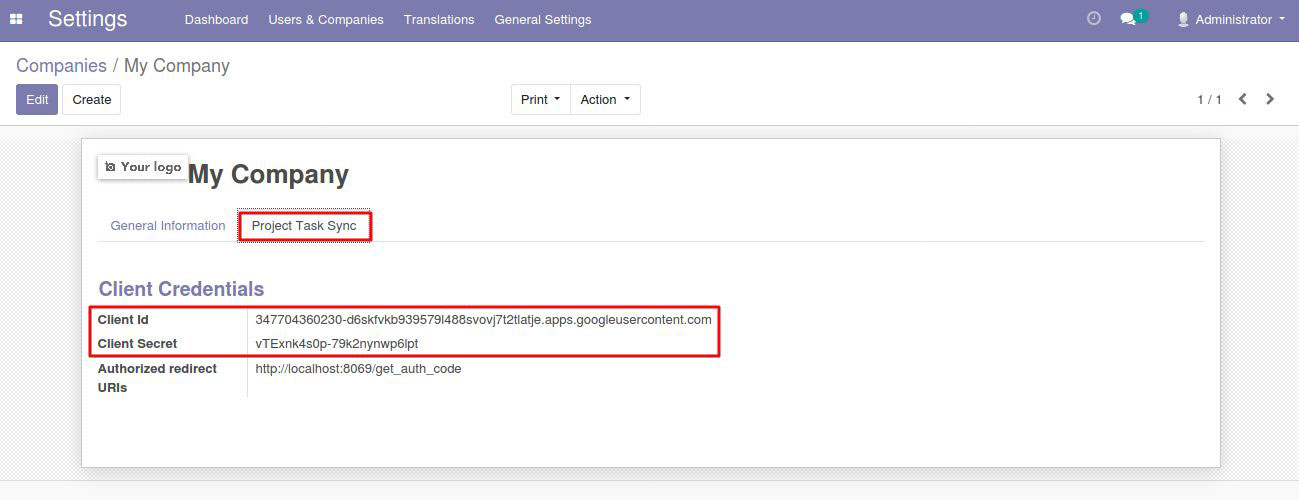 Settings Dashboard Users & Companies Translations General Settings 1 Administrator
Companies / My Company
Edit Create Print Action 1 / 1
Your logo My Company
General Information Project Task Sync
Client Credentials
Client Id 347704360230-d6skfvkb939579l488svovj7t2tlatje.apps.googleusercontent.com
Client Secret vTExnk4s0p-79k2nynwp6lpt
Authorized redirect http://localhost:8069/get_auth_code
URIs